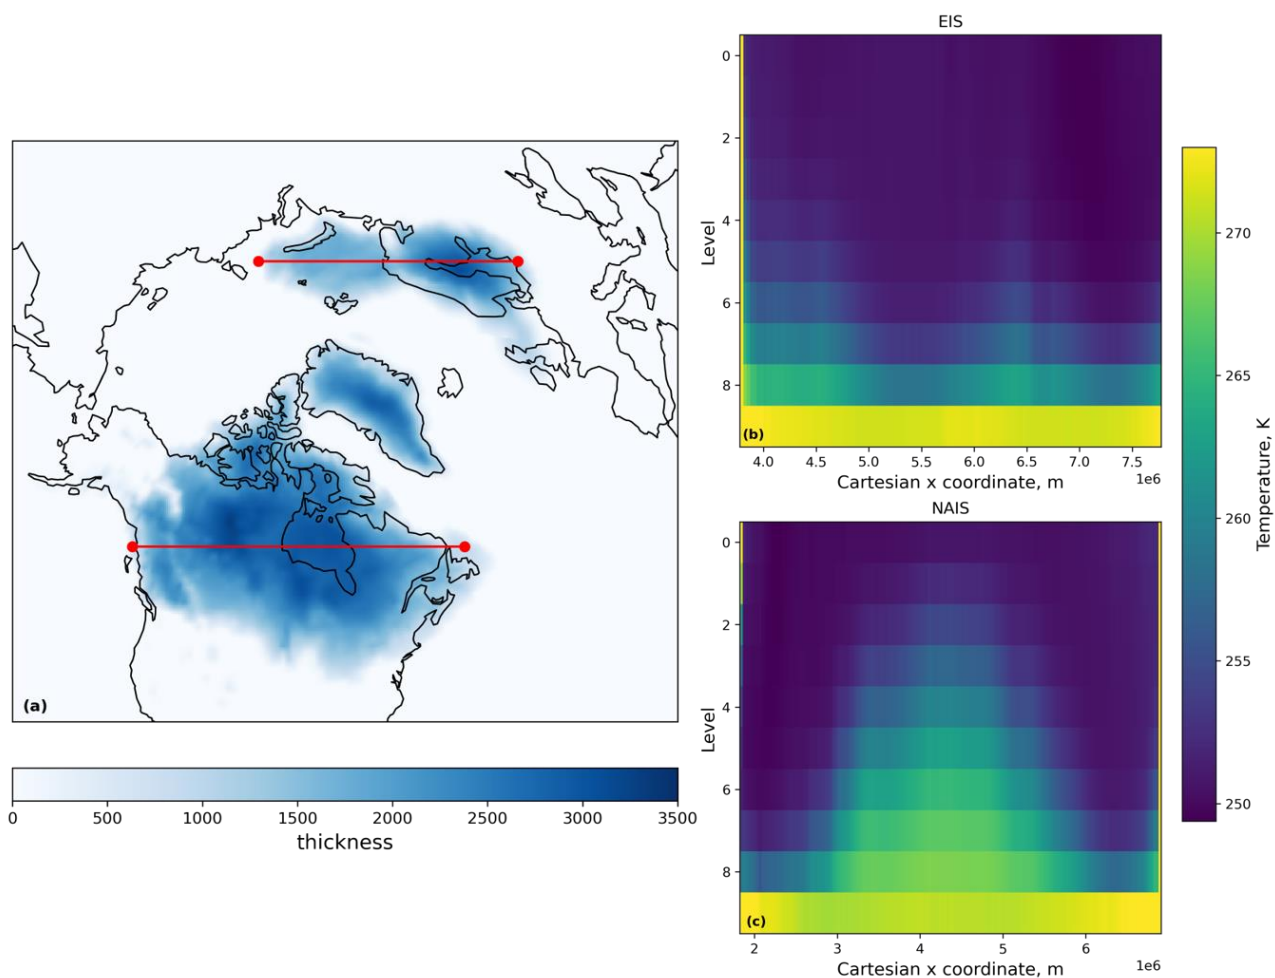 (a)
0 500 1000 1500 2000 2500 3000 3500
thickness
EIS
0
2
4
6
8
Level
(b)
4.0 4.5 5.0 5.5 6.0 6.5 7.0 7.5
1e6
Cartesian x coordinate, m
NAIS
0
2
4
6
8
Level
(c)
2 3 4 5 6
1e6
Cartesian x coordinate, m
270
265
260
255
250
Temperature, K